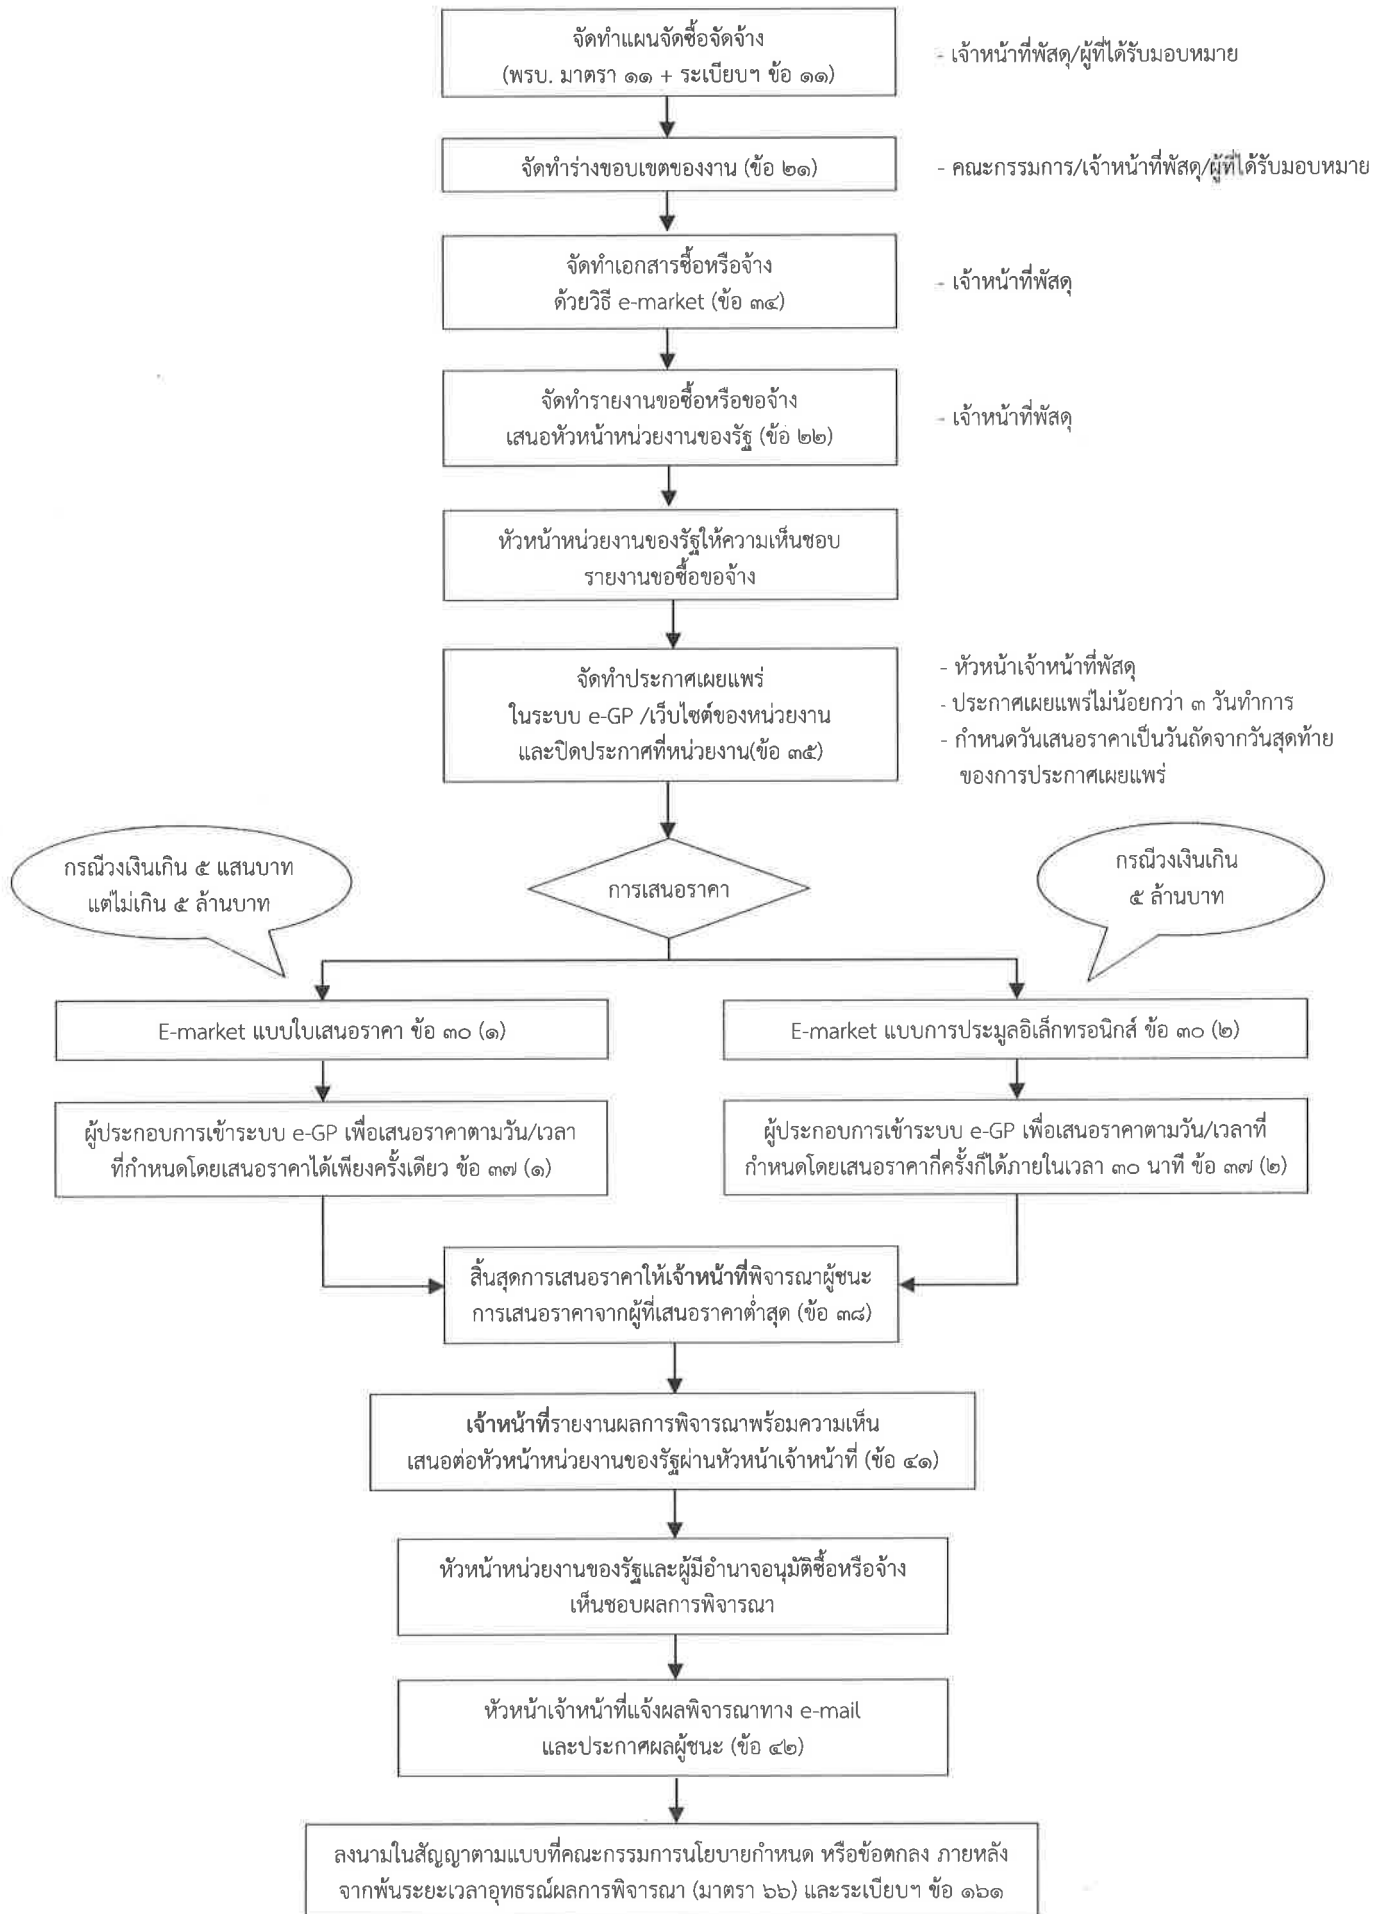 จัดทำแผนจัดซื้อจัดจ้าง
(พรบ. มาตรา ๑๑ + ระเบียบฯ ข้อ ๑๑)
- เจ้าหน้าที่พัสดุ/ผู้ที่ได้รับมอบหมาย
จัดทำร่างขอบเขตของงาน (ข้อ ๒๑)
- คณะกรรมการ/เจ้าหน้าที่พัสดุ/ผู้ที่ได้รับมอบหมาย
จัดทำเอกสารซื้อหรือจ้าง
ด้วยวิธี e-market (ข้อ ๓๔)
- เจ้าหน้าที่พัสดุ
จัดทำรายงานขอซื้อหรือขอจ้าง
เสนอหัวหน้าหน่วยงานของรัฐ (ข้อ ๒๒)
- เจ้าหน้าที่พัสดุ
หัวหน้าหน่วยงานของรัฐให้ความเห็นชอบ
รายงานขอซื้อขอจ้าง
จัดทำประกาศเผยแพร่
ในระบบ e-GP /เว็บไซต์ของหน่วยงาน
และปิดประกาศที่หน่วยงาน(ข้อ ๓๕)
- หัวหน้าเจ้าหน้าที่พัสดุ
- ประกาศเผยแพร่ไม่น้อยกว่า ๓ วันทำการ
- กำหนดวันเสนอราคาเป็นวันถัดจากวันสุดท้าย
ของการประกาศเผยแพร่
กรณีวงเงินเกิน ๕ แสนบาท
แต่ไม่เกิน ๕ ล้านบาท
การเสนอราคา
กรณีวงเงินเกิน
๕ ล้านบาท
E-market แบบใบเสนอราคา ข้อ ๓๐ (๑)
E-market แบบการประมูลอิเล็กทรอนิกส์ ข้อ ๓๐ (๒)
ผู้ประกอบการเข้าระบบ e-GP เพื่อเสนอราคาตามวัน/เวลา
ที่กำหนดโดยเสนอราคาได้เพียงครั้งเดียว ข้อ ๓๗ (๑)
ผู้ประกอบการเข้าระบบ e-GP เพื่อเสนอราคาตามวัน/เวลาที่
กำหนดโดยเสนอราคากี่ครั้งก็ได้ภายในเวลา ๓๐ นาที ข้อ ๓๗ (๒)
สิ้นสุดการเสนอราคาให้เจ้าหน้าที่พิจารณาผู้ชนะ
การเสนอราคาจากผู้ที่เสนอราคาต่ำสุด (ข้อ ๓๘)
เจ้าหน้าที่รายงานผลการพิจารณาพร้อมความเห็น
เสนอต่อหัวหน้าหน่วยงานของรัฐผ่านหัวหน้าเจ้าหน้าที่ (ข้อ ๔๑)
หัวหน้าหน่วยงานของรัฐและผู้มีอำนาจอนุมัติซื้อหรือจ้าง
เห็นชอบผลการพิจารณา
หัวหน้าเจ้าหน้าที่แจ้งผลพิจารณาทาง e-mail
และประกาศผลผู้ชนะ (ข้อ ๔๒)
ลงนามในสัญญาตามแบบที่คณะกรรมการนโยบายกำหนด หรือข้อตกลง ภายหลัง
จากพ้นระยะเวลาอุทธรณ์ผลการพิจารณา (มาตรา ๖๖) และระเบียบฯ ข้อ ๑๖๑